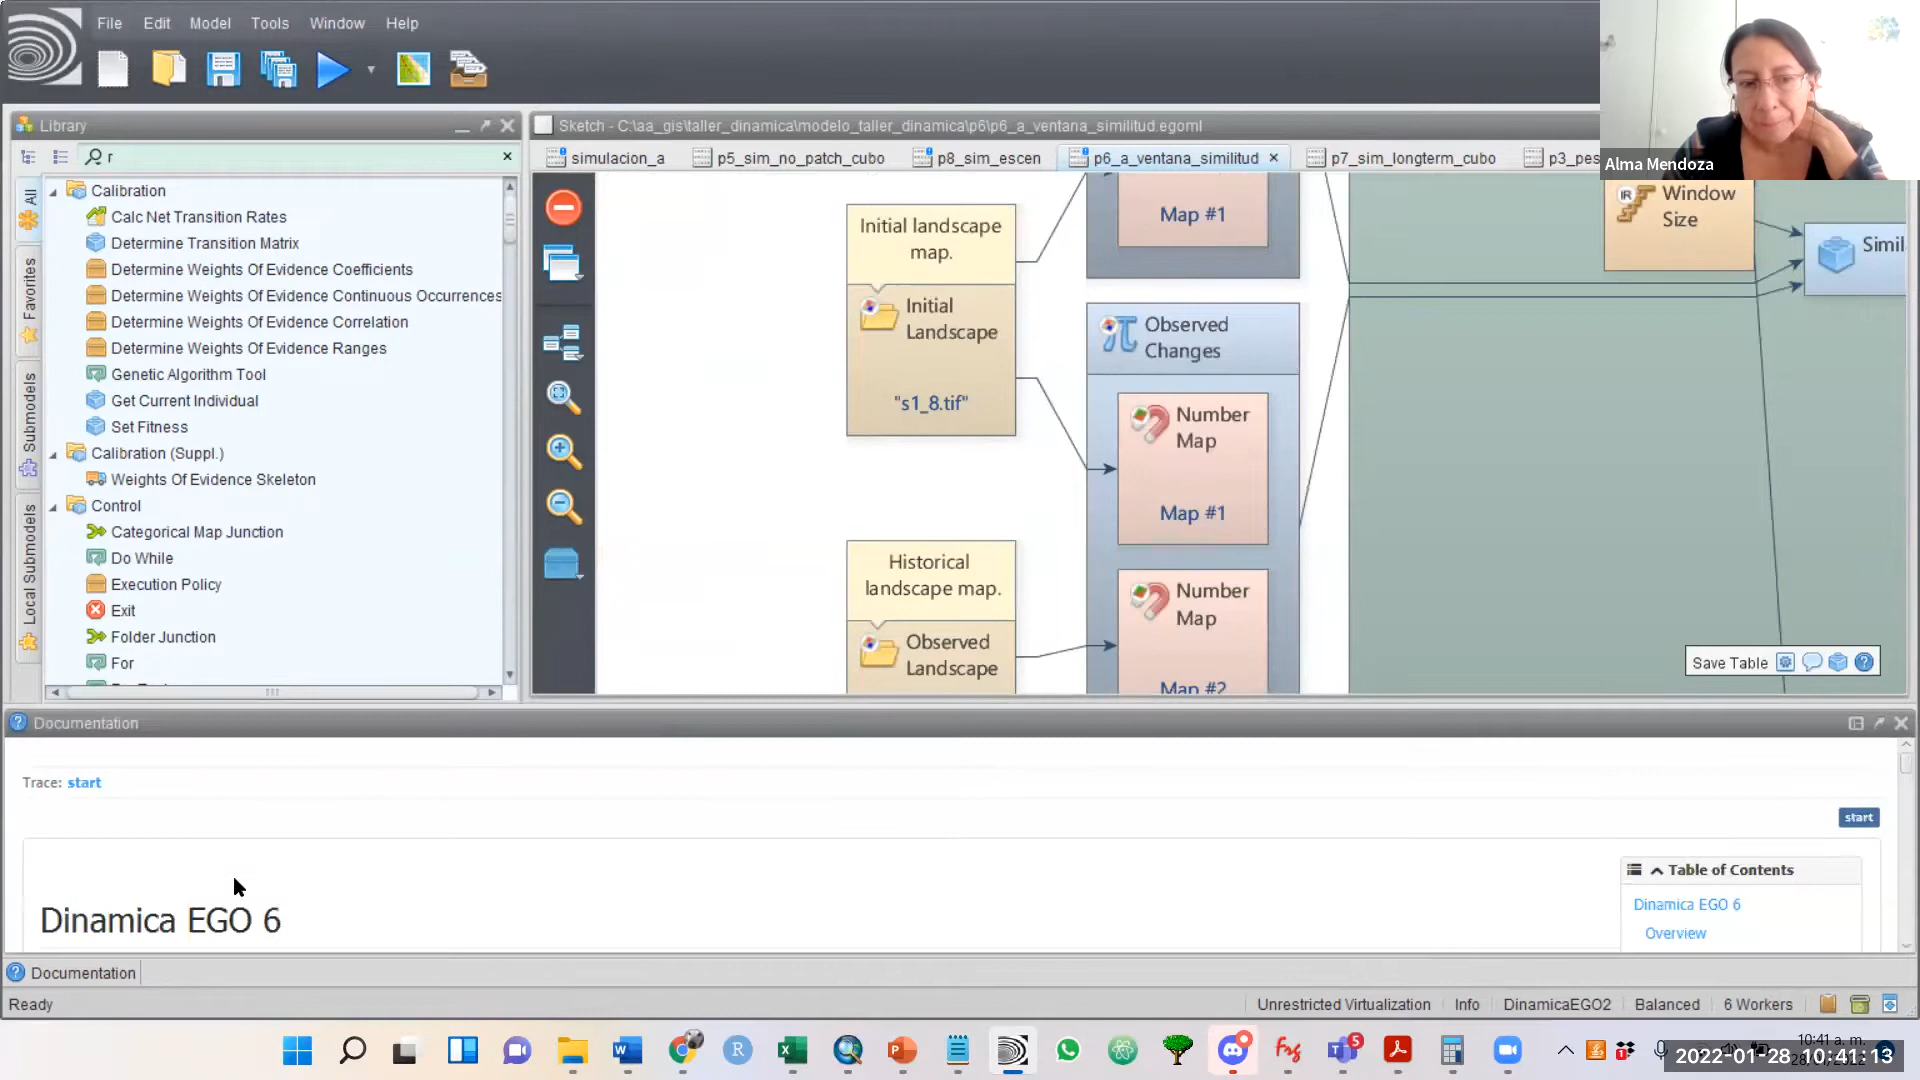 File Edit Model Tools Window Help
Library
r
All
Favorites
Submodels
Local Submodels
Calibration
Calc Net Transition Rates
Determine Transition Matrix
Determine Weights Of Evidence Coefficients
Determine Weights Of Evidence Continuous Occurrences
Determine Weights Of Evidence Correlation
Determine Weights Of Evidence Ranges
Genetic Algorithm Tool
Get Current Individual
Set Fitness
Calibration (Suppl.)
Weights Of Evidence Skeleton
Control
Categorical Map Junction
Do While
Execution Policy
Exit
Folder Junction
For
Sketch - C:\aa_gis\taller_dinamica\modelo_taller_dinamica\p6\p6_a_ventana_similitud.egoml
simulacion_a p5_sim_no_patch_cubo p8_sim_escen p6_a_ventana_similitud p7_sim_longterm_cubo p3_pes
Alma Mendoza
Map #1
Initial landscape
map.
Initial
Landscape
"s1_8.tif"
Observed
Changes
Number
Map
Map #1
Historical
landscape map.
Observed
Landscape
Number
Map
Map #2
Window
Size
Simil
Save Table
Documentation
Trace: start
start
Dinamica EGO 6
Table of Contents
Dinamica EGO 6
Overview
Documentation
Ready
Unrestricted Virtualization Info DinamicaEGO2 Balanced 6 Workers
10:41 a. m.
2022-01-28 10:41:13